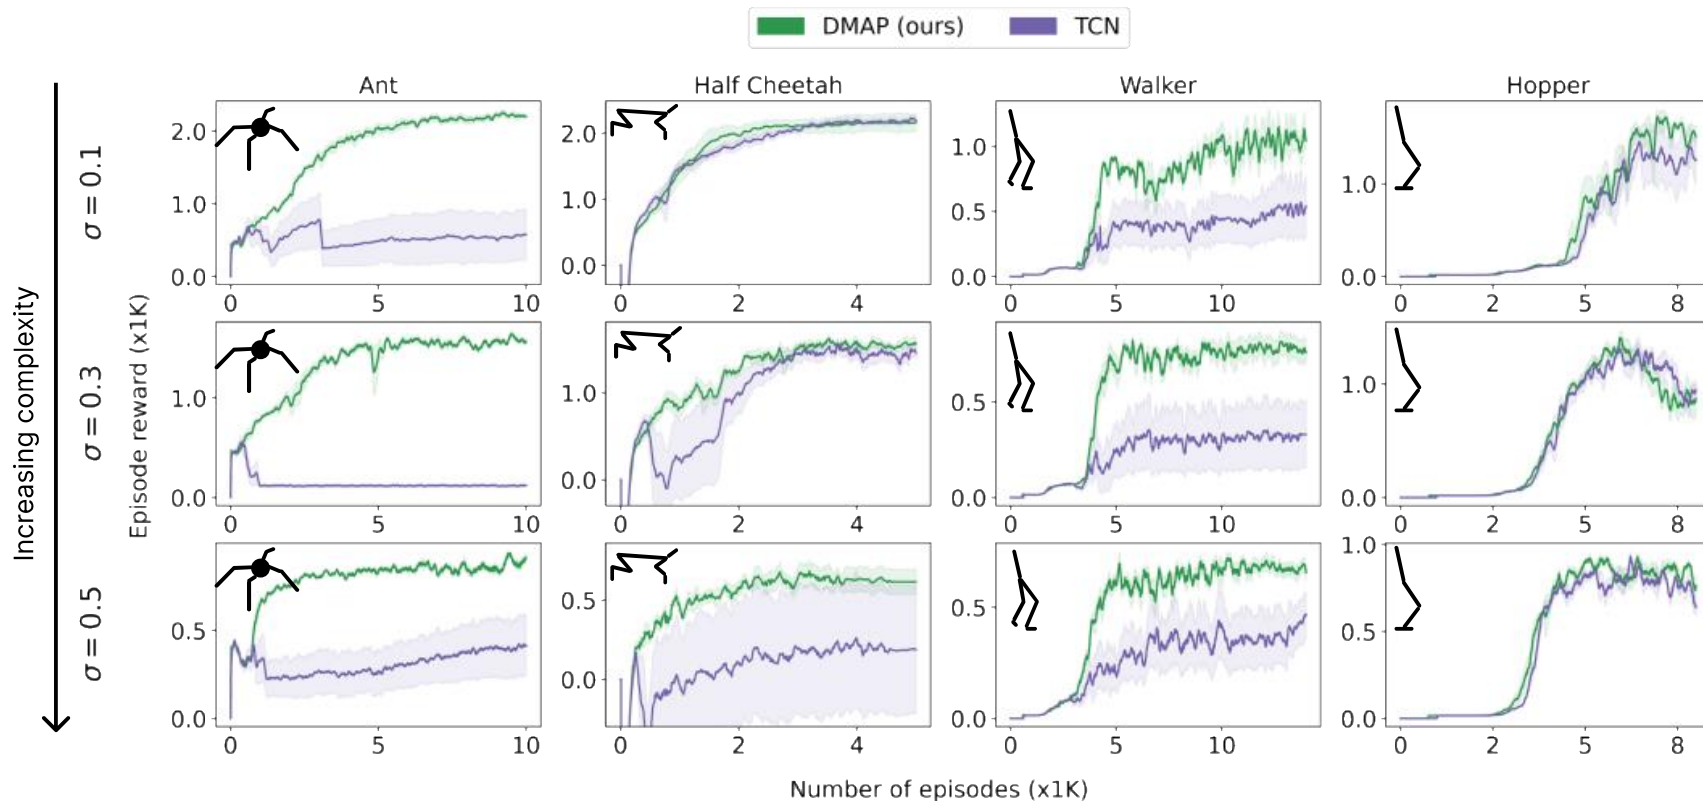 DMAP (ours) TCN
Ant Half Cheetah Walker Hopper
Increasing complexity
Episode reward (x1K)
σ = 0.1
2.0 2.0 1.0 1.0
1.0 1.0 0.5
0.0 0.0 0.0 0.0
0 5 10 0 2 4 0 5 10 0 2 5 8
σ = 0.3
1.0 1.0 0.5 1.0
0.0 0.0 0.0 0.0
0 5 10 0 2 4 0 5 10 0 2 5 8
σ = 0.5
1.0
0.5 0.5 0.5 0.5
0.0 0.0 0.0 0.0
0 5 10 0 2 4 0 5 10 0 2 5 8
Number of episodes (x1K)